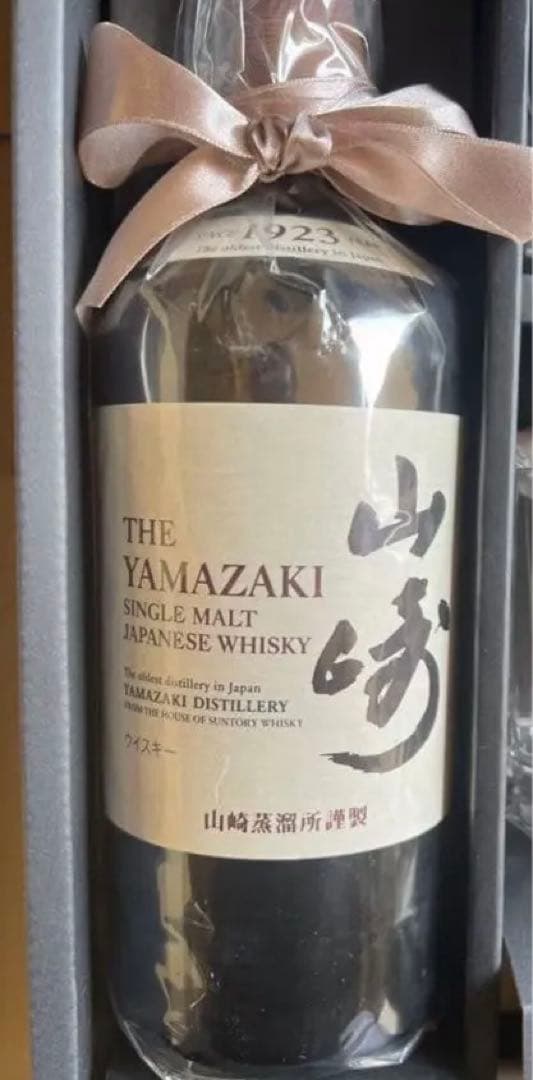 SINCE 1923
The oldest distillery in Japan
THE
YAMAZAKI
SINGLE MALT
JAPANESE WHISKY
山崎
The oldest distillery in Japan
YAMAZAKI DISTILLERY
FROM THE HOUSE OF SUNTORY WHISKY
ウイスキー
山崎蒸溜所謹製